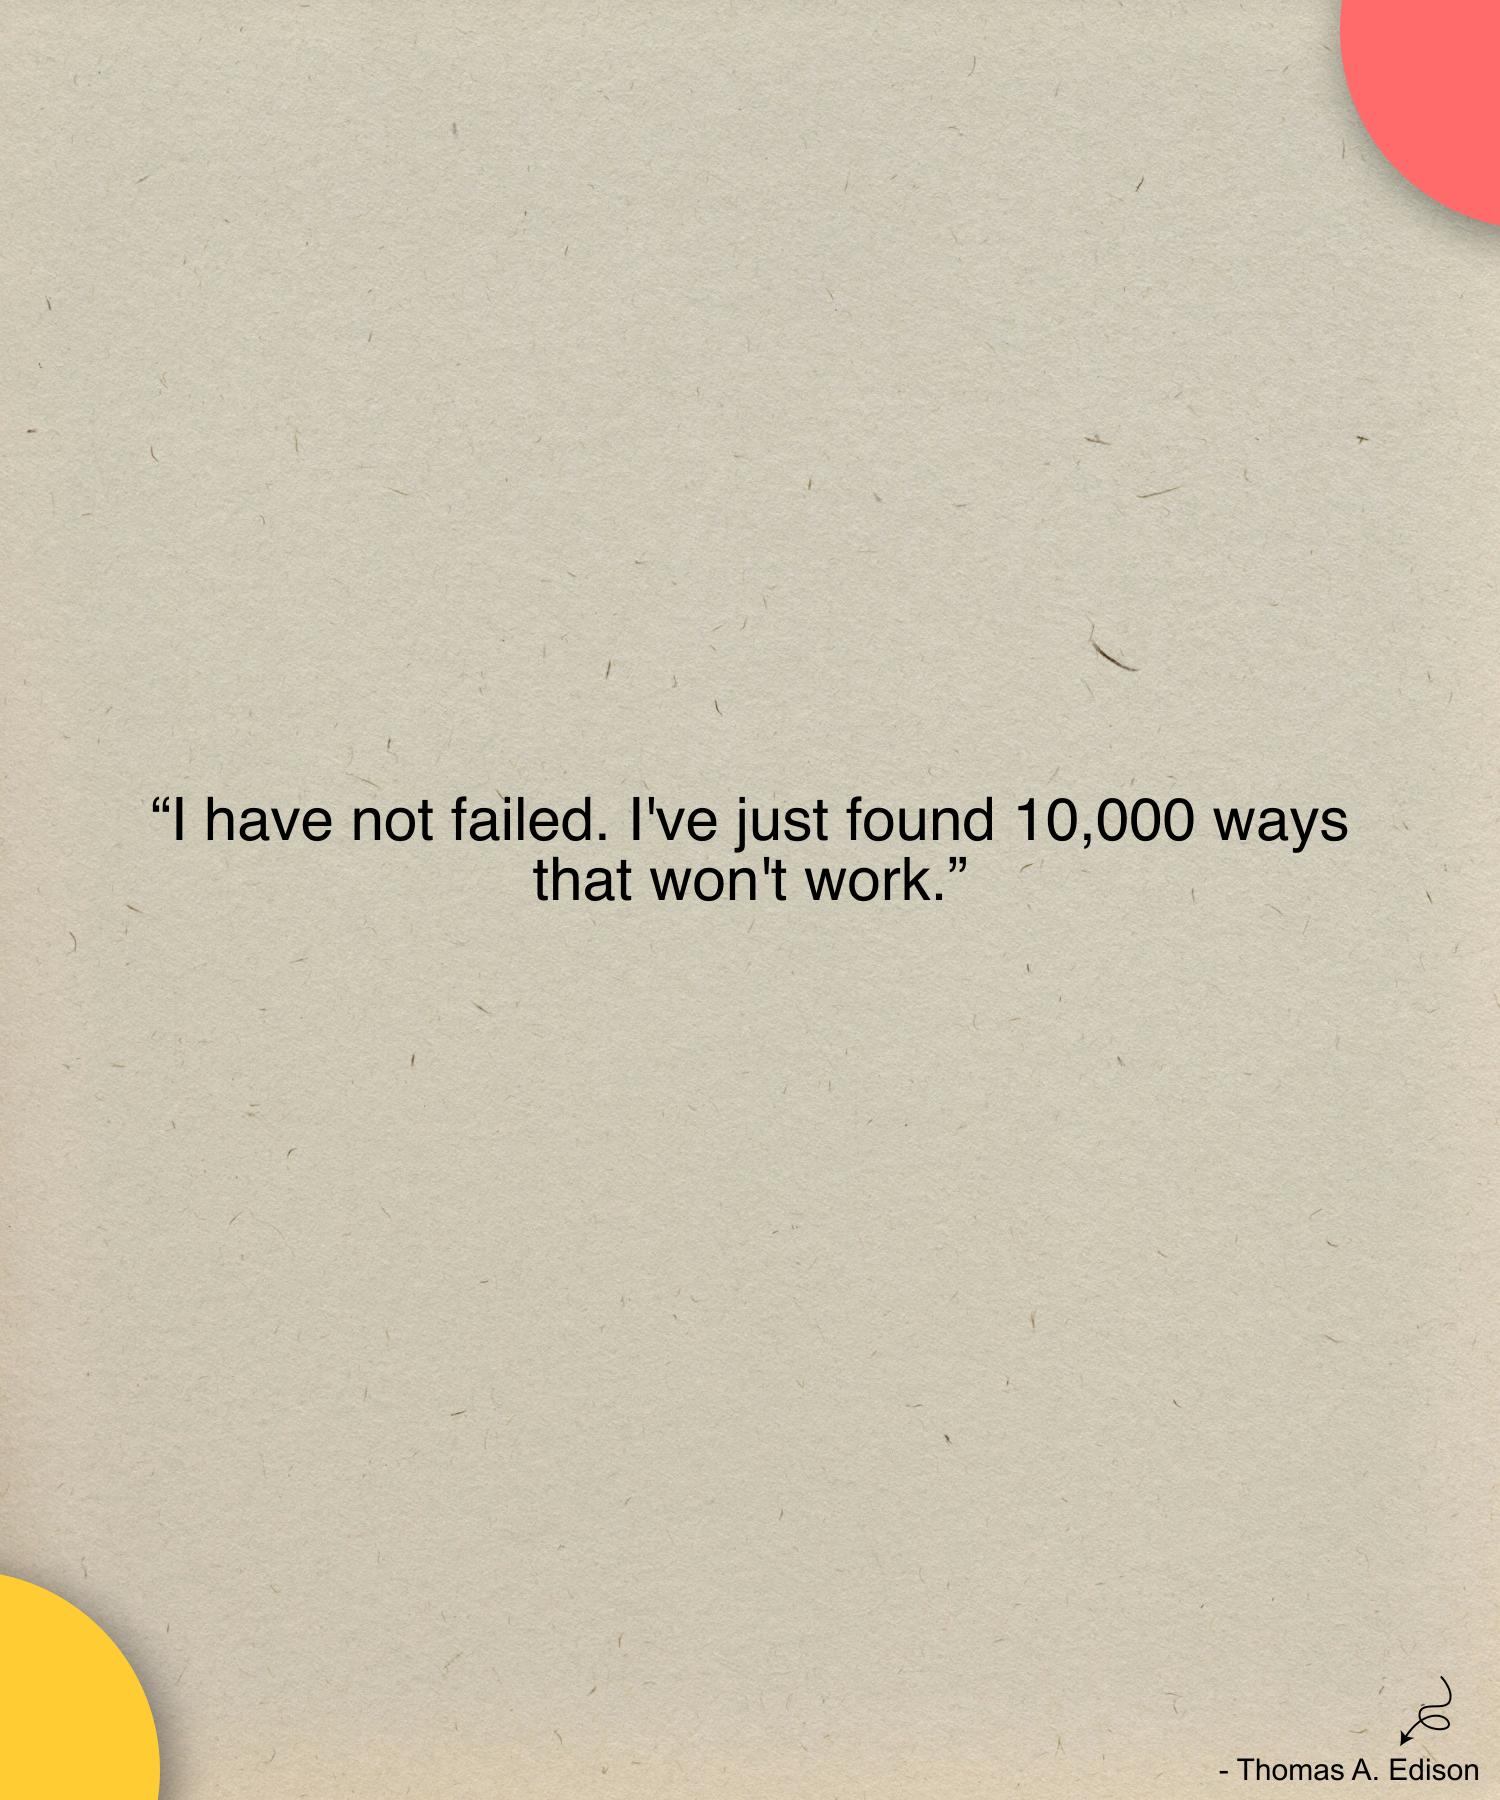 “I have not failed. I've just found 10,000 ways
that won't work.”
- Thomas A. Edison